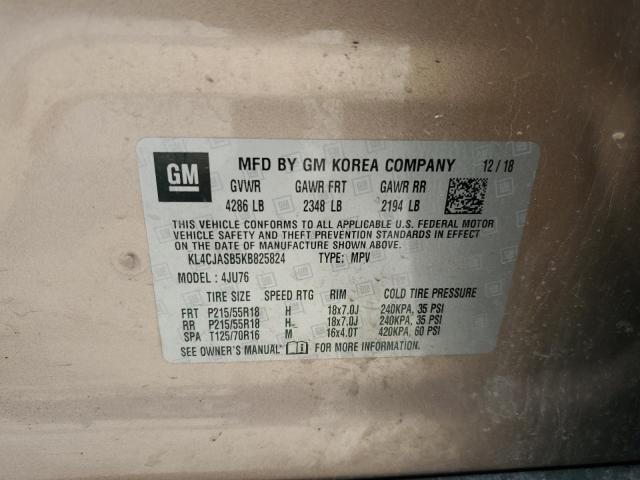 GM MFD BY GM KOREA COMPANY 12/18
GVWR GAWR FRT GAWR RR
4286 LB 2348 LB 2194 LB
THIS VEHICLE CONFORMS TO ALL APPLICABLE U.S. FEDERAL MOTOR
VEHICLE SAFETY AND THEFT PREVENTION STANDARDS IN EFFECT
ON THE DATE OF MANUFACTURE SHOWN ABOVE.
KL4CJASB5KB825824 TYPE: MPV
MODEL: 4JU76
TIRE SIZE SPEED RTG RIM COLD TIRE PRESSURE
FRT P215/55R18 H 18x7.0J 240KPA, 35 PSI
RR P215/55R18 H 18x7.0J 240KPA, 35 PSI
SPA T125/70R16 M 16x4.0T 420KPA, 60 PSI
SEE OWNER'S MANUAL FOR MORE INFORMATION.